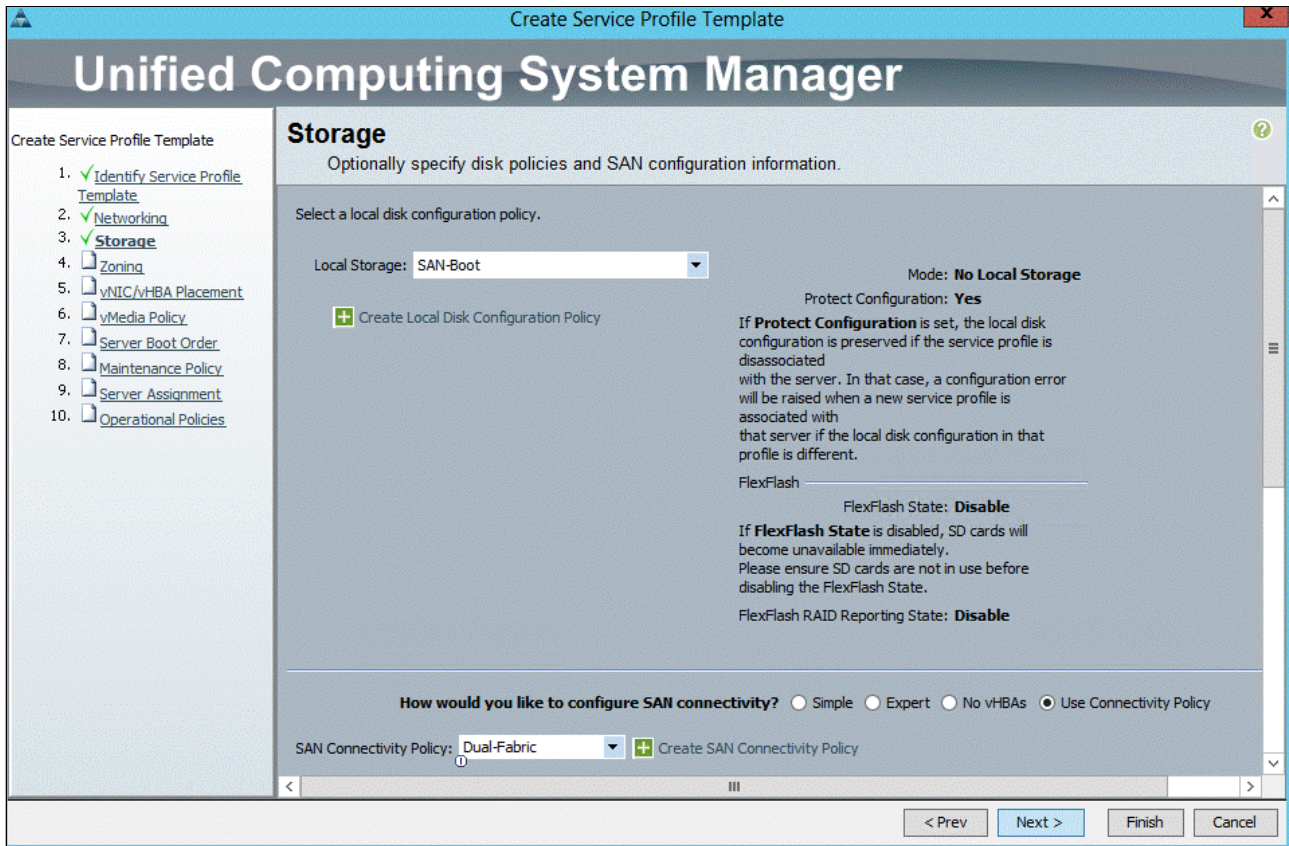 Create Service Profile Template
x
Unified Computing System Manager
Create Service Profile Template
1. Identify Service Profile
Template
2. Networking
3. Storage
4. Zoning
5. vNIC/vHBA Placement
6. vMedia Policy
7. Server Boot Order
8. Maintenance Policy
9. Server Assignment
10. Operational Policies
Storage
?
Optionally specify disk policies and SAN configuration information.
Select a local disk configuration policy.
Local Storage: SAN-Boot
Create Local Disk Configuration Policy
Mode: No Local Storage
Protect Configuration: Yes
If Protect Configuration is set, the local disk
configuration is preserved if the service profile is
disassociated
with the server. In that case, a configuration error
will be raised when a new service profile is
associated with
that server if the local disk configuration in that
profile is different.
FlexFlash
FlexFlash State: Disable
If FlexFlash State is disabled, SD cards will
become unavailable immediately.
Please ensure SD cards are not in use before
disabling the FlexFlash State.
FlexFlash RAID Reporting State: Disable
How would you like to configure SAN connectivity? Simple Expert No vHBAs Use Connectivity Policy
SAN Connectivity Policy: Dual-Fabric Create SAN Connectivity Policy
< Prev Next > Finish Cancel